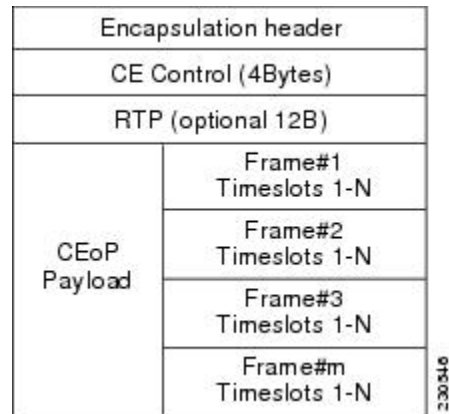 Encapsulation header
CE Control (4Bytes)
RTP (optional 12B)
CEoP
Payload
Frame#1
Timeslots 1-N
Frame#2
Timeslots 1-N
Frame#3
Timeslots 1-N
Frame#m
Timeslots 1-N
230546